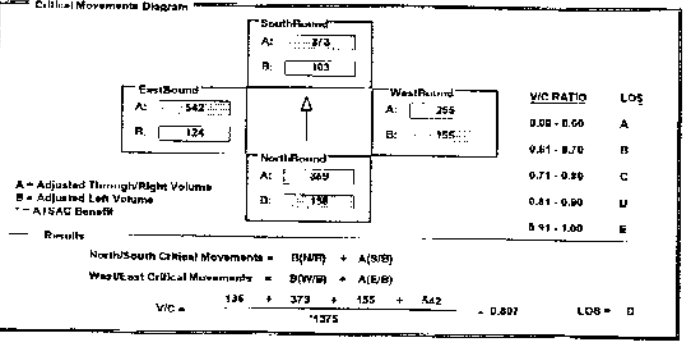 Critical Movements Diagram
SouthBound
A: 373
B: 103
EastBound
A: 542
B: 124
WestBound
A: 255
B: 155
NorthBound
A: 369
B:
V/C RATIO LOS
0.00 - 0.60 A
0.61 - 0.70 B
0.71 - 0.80 C
0.81 - 0.90 D
0.91 - 1.00 E
A = Adjusted Through/Right Volume
B = Adjusted Left Volume
* = ATSAC Benefit
Results
North/South Critical Movements = B(N/B) + A(S/B)
West/East Critical Movements = B(W/B) + A(E/B)
V/C = 136 + 373 + 155 + 542 = 0.807 LOS = D
*1375